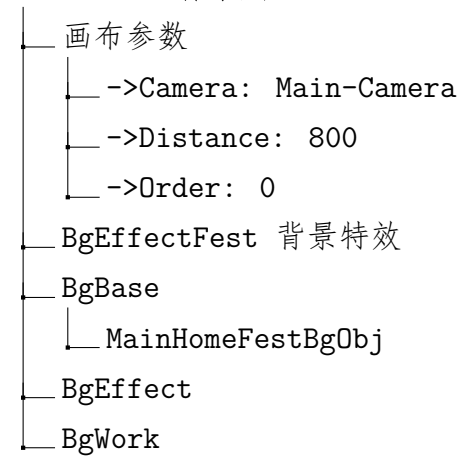 画布参数
->Camera: Main-Camera
->Distance: 800
->Order: 0
BgEffectFest 背景特效
BgBase
MainHomeFestBgObj
BgEffect
BgWork